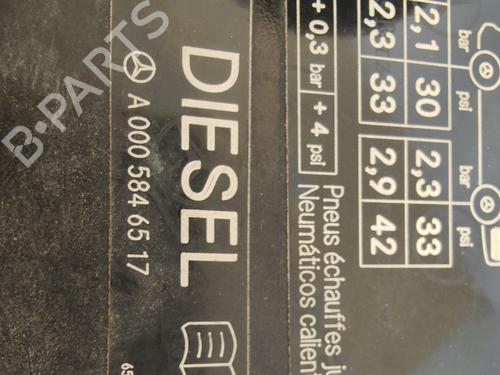 DIESEL
A 000 584 65 17
bar 2,1 2,3
psi 30 33
+ 0,3 bar + 4 psi
bar 2,3 2,9
psi 33 42
Pneus échauffés
Neumáticos
B-PARTS